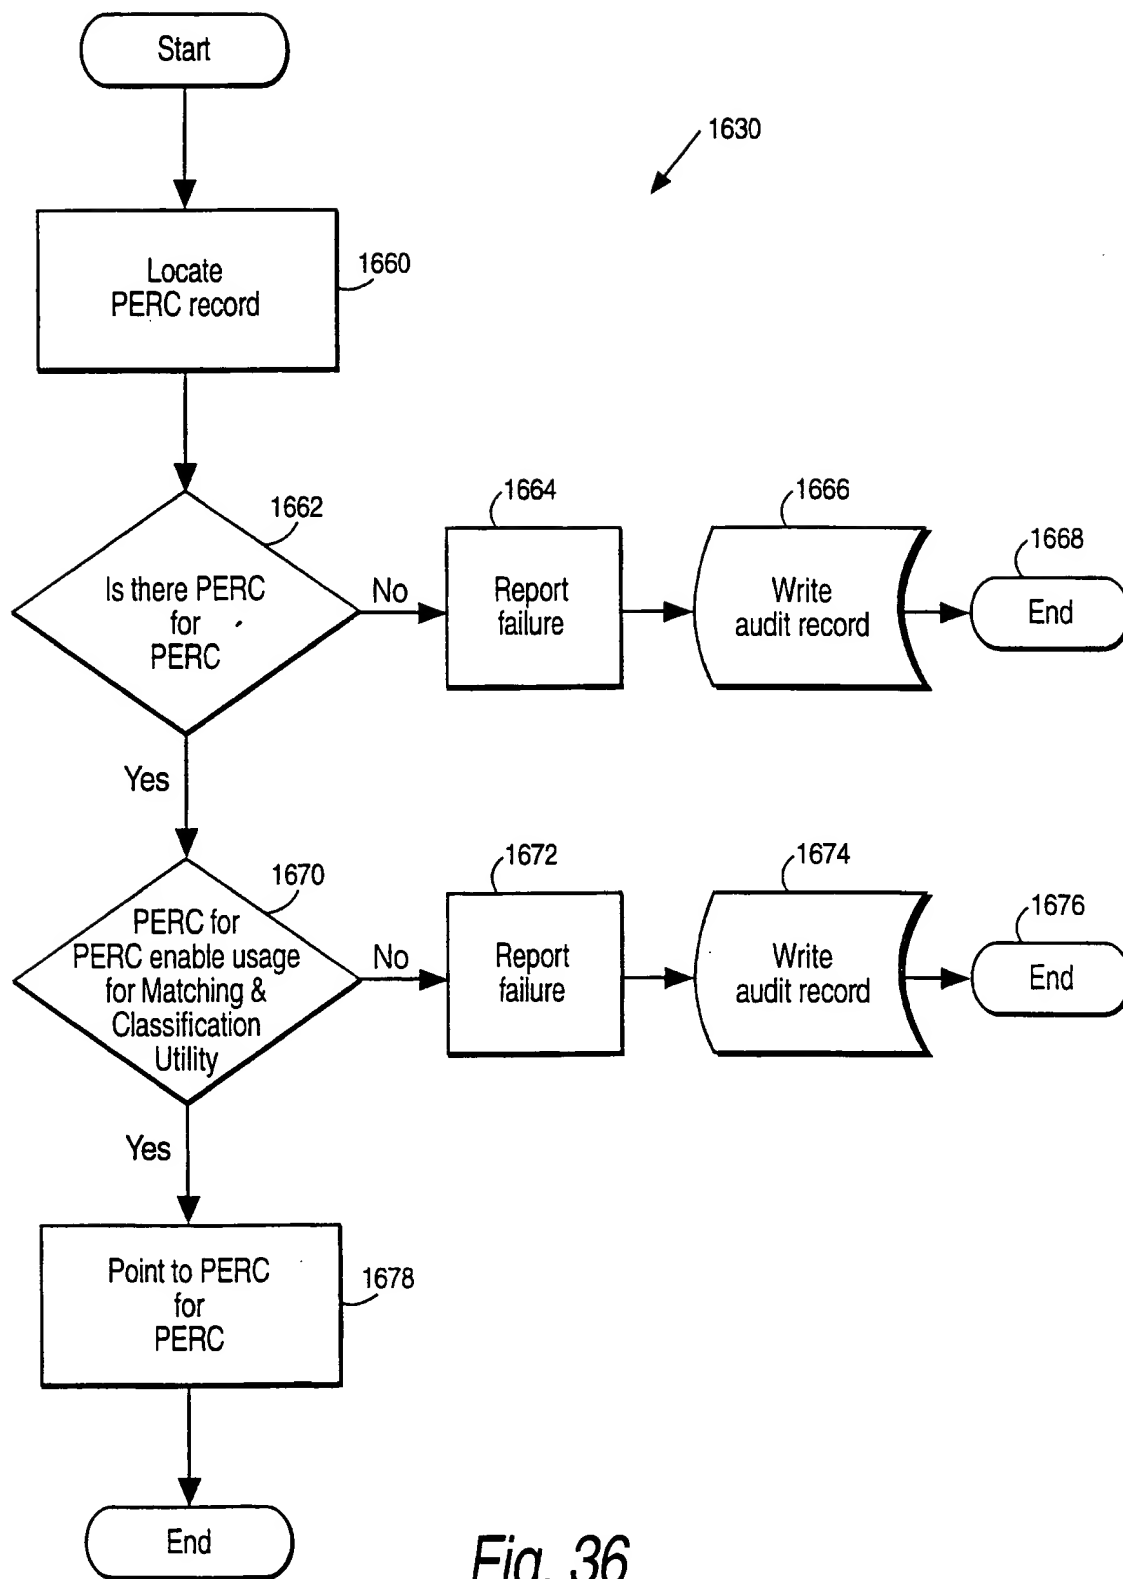 Start
1630
Locate
PERC record
1660
Is there PERC
for
PERC
1662
No
Report
failure
1664
Write
audit record
1666
End
1668
Yes
PERC for
PERC enable usage
for Matching &
Classification
Utility
1670
No
Report
failure
1672
Write
audit record
1674
End
1676
Yes
Point to PERC
for
PERC
1678
End
Fig. 36